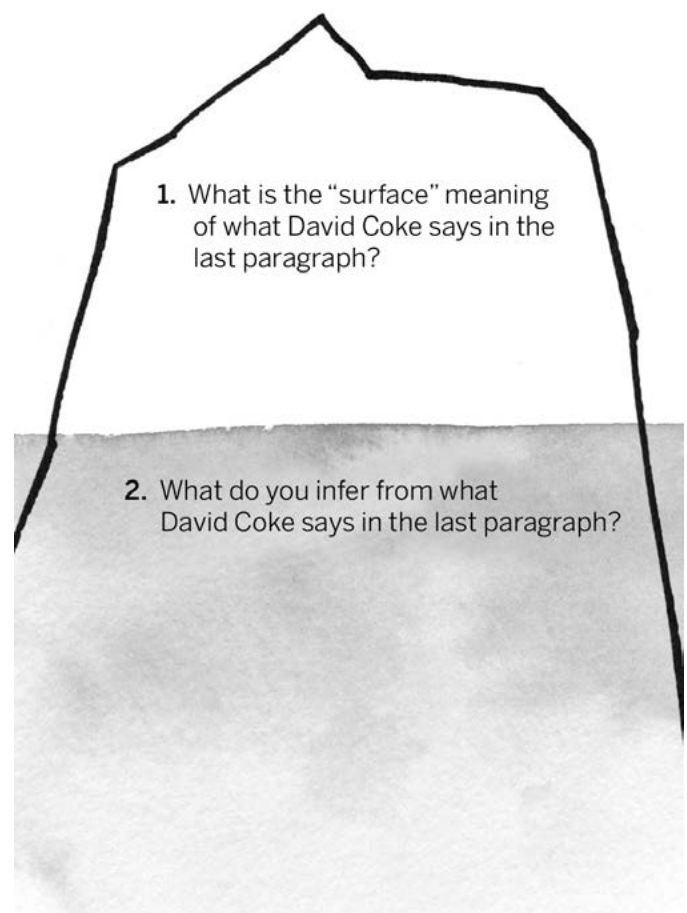 1. What is the “surface” meaning
of what David Coke says in the
last paragraph?
2. What do you infer from what
David Coke says in the last paragraph?